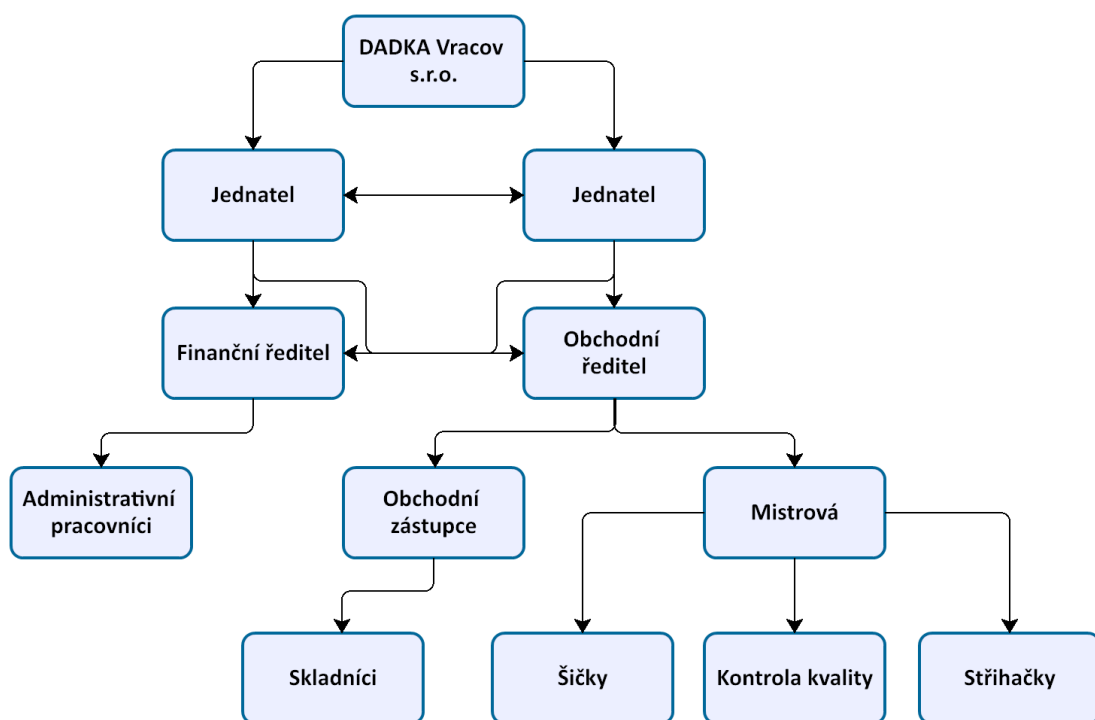 DADKA Vracov
s.r.o.
Jednatel
Jednatel
Finanční ředitel
Obchodní
ředitel
Administrativní
pracovníci
Obchodní
zástupce
Mistrová
Skladníci
Šičky
Kontrola kvality
Střihačky